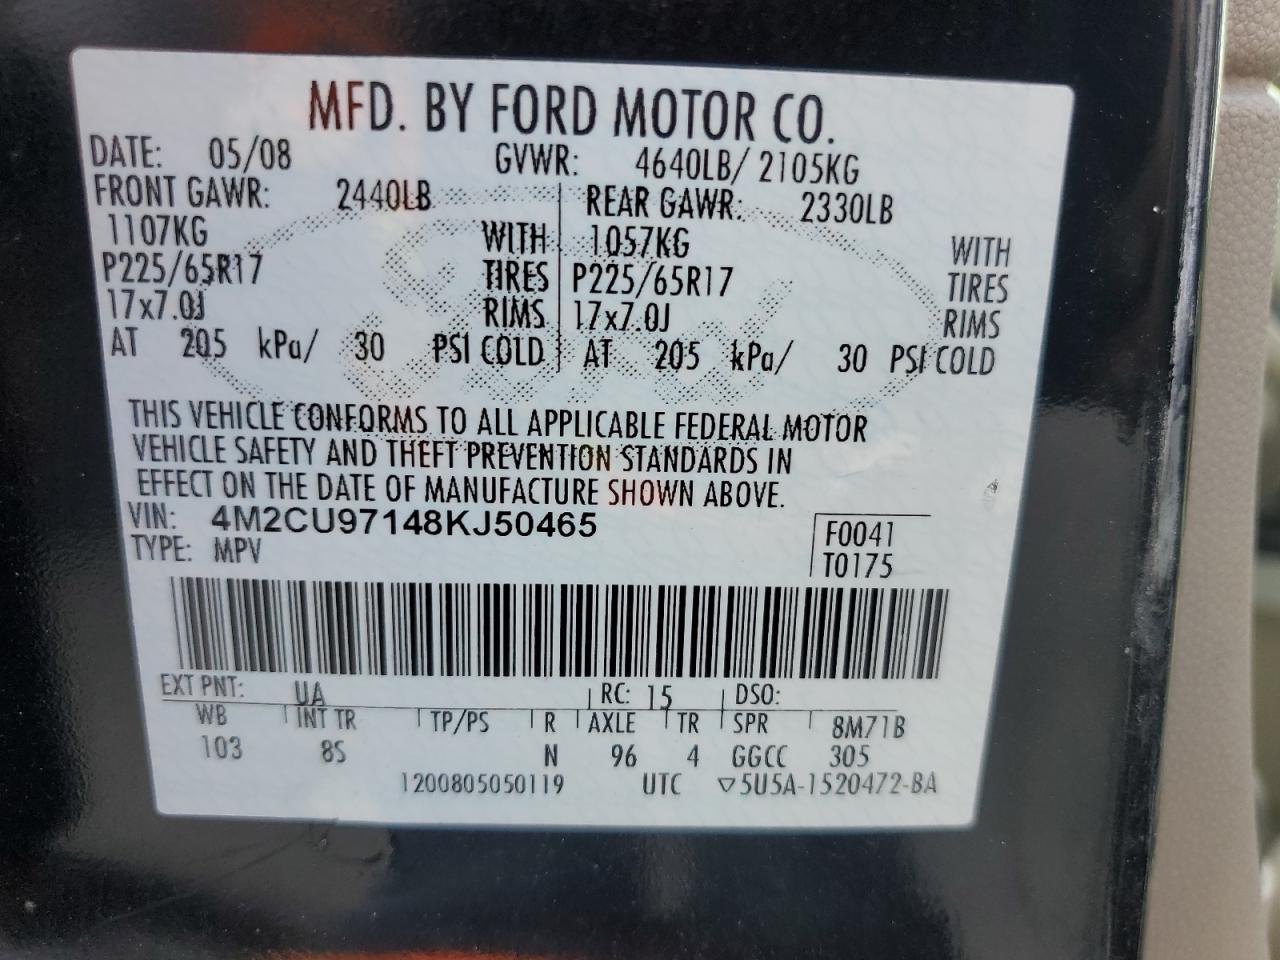 MFD. BY FORD MOTOR CO.
DATE: 05/08 GVWR: 4640LB/ 2105KG
FRONT GAWR: 2440LB REAR GAWR: 2330LB
1107KG WITH 1057KG WITH
P225/65R17 TIRES P225/65R17 TIRES
17x7.0J RIMS 17x7.0J RIMS
AT 205 kPa/ 30 PSI COLD AT 205 kPa/ 30 PSI COLD
THIS VEHICLE CONFORMS TO ALL APPLICABLE FEDERAL MOTOR
VEHICLE SAFETY AND THEFT PREVENTION STANDARDS IN
EFFECT ON THE DATE OF MANUFACTURE SHOWN ABOVE.
VIN: 4M2CU97148KJ50465 F0041
TYPE: MPV T0175
EXT PNT: UA RC: 15 DSO:
WB INT TR TP/PS R AXLE TR SPR 8M71B
103 8S N 96 4 GGCC 305
1200805050119 UTC ▽5U5A-1520472-BA